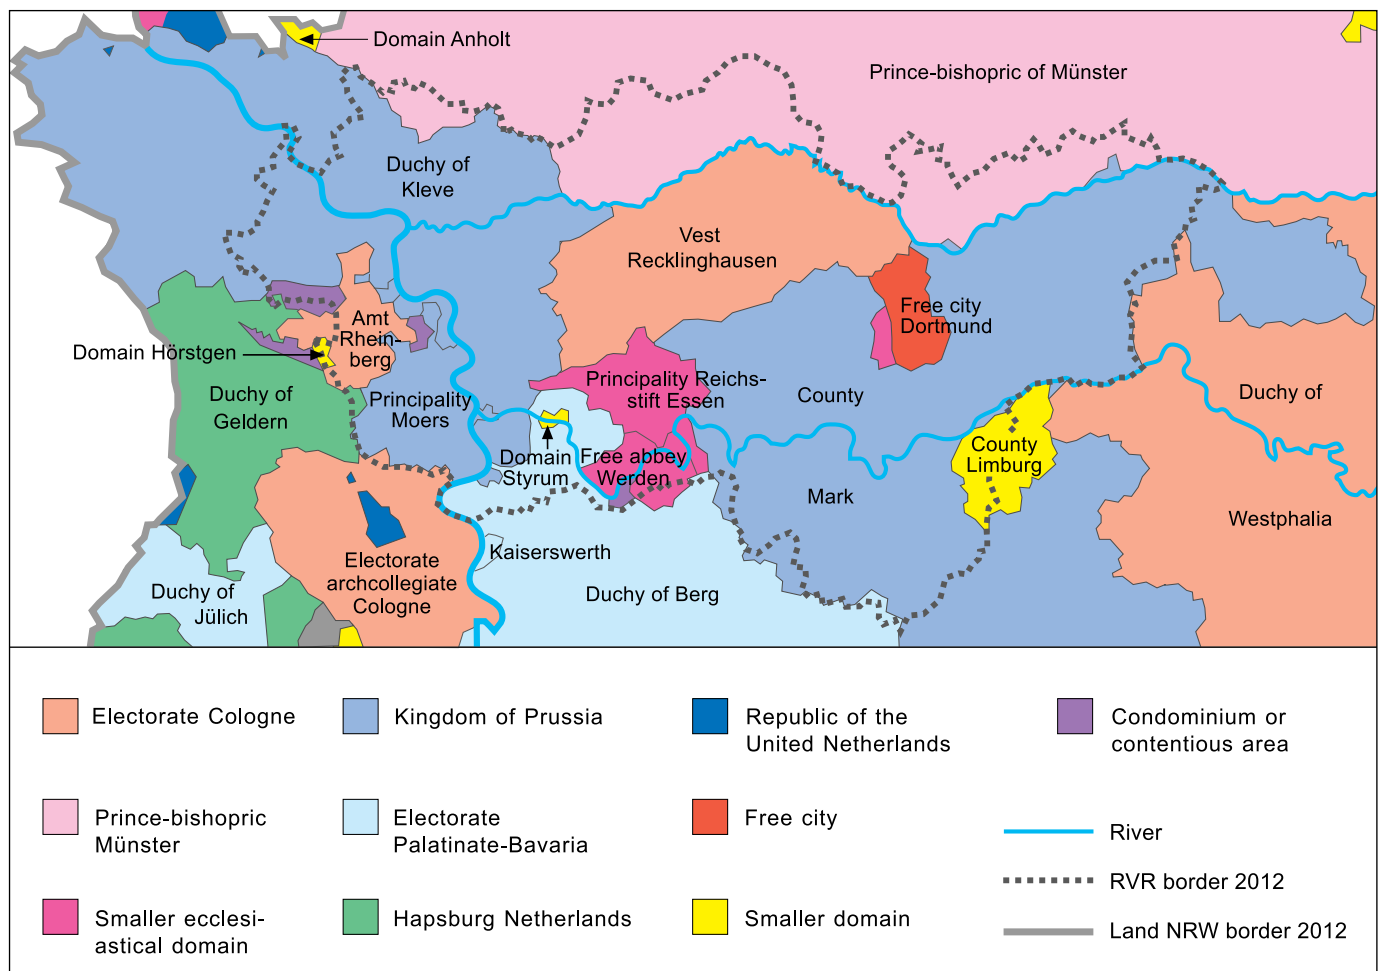 Domain Anholt
Prince-bishopric of Münster
Duchy of
Kleve
Vest
Recklinghausen
Amt
Rhein-
berg
Free city
Dortmund
Domain Hörstgen
Duchy of
Geldern
Principality
Moers
Principality Reichs-
stift Essen
County
Duchy of
Domain
Styrum
Free abbey
Werden
County
Limburg
Mark
Westphalia
Kaiserswerth
Electorate
archcollegiate
Cologne
Duchy of
Jülich
Duchy of Berg
Electorate Cologne
Kingdom of Prussia
Republic of the
United Netherlands
Condominium or
contentious area
Prince-bishopric
Münster
Electorate
Palatinate-Bavaria
Free city
River
RVR border 2012
Smaller ecclesi-
astical domain
Hapsburg Netherlands
Smaller domain
Land NRW border 2012